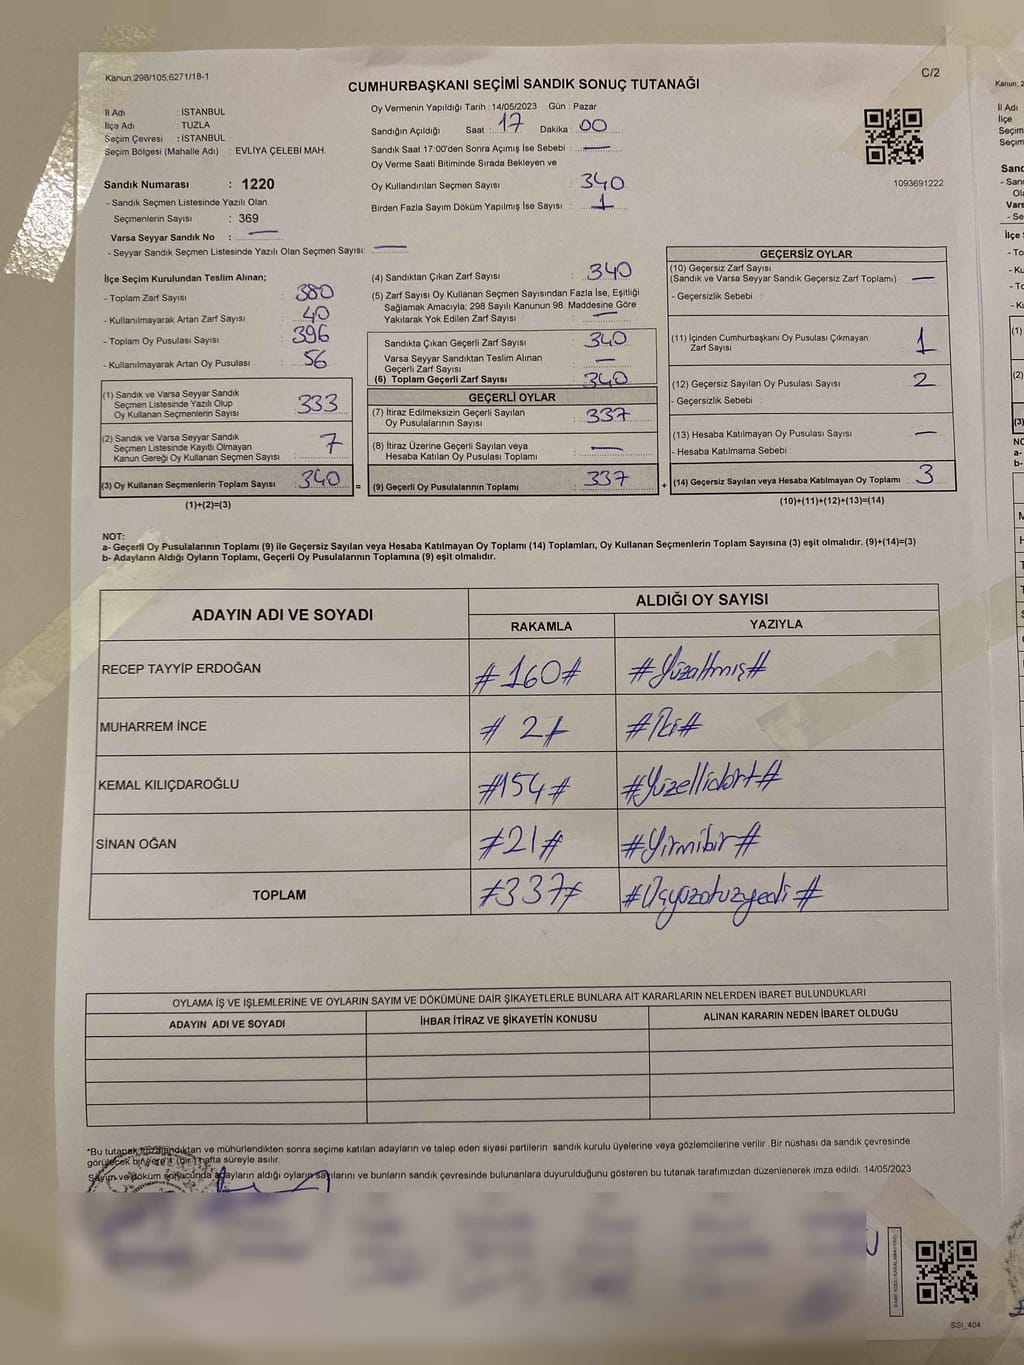 Kanun;298/105;6271/18-1
C/2
CUMHURBAŞKANI SEÇİMİ SANDIK SONUÇ TUTANAĞI
İl Adı : İSTANBUL
İlçe Adı : TUZLA
Seçim Çevresi : İSTANBUL
Seçim Bölgesi (Mahalle Adı) : EVLİYA ÇELEBİ MAH.
Sandık Numarası : 1220
- Sandık Seçmen Listesinde Yazılı Olan
Seçmenlerin Sayısı : 369
Varsa Seyyar Sandık No : —
- Seyyar Sandık Seçmen Listesinde Yazılı Olan Seçmen Sayısı: —
Oy Vermenin Yapıldığı Tarih : 14/05/2023 Gün : Pazar
Sandığın Açıldığı Saat : 17 Dakika : 00
Sandık Saat 17:00'den Sonra Açımış İse Sebebi : —
Oy Verme Saati Bitiminde Sırada Bekleyen ve
Oy Kullandırılan Seçmen Sayısı : 340
Birden Fazla Sayım Döküm Yapılmış İse Sayısı : 1
1093691222
İlçe Seçim Kurulundan Teslim Alınan;
- Toplam Zarf Sayısı : 380
- Kullanılmayarak Artan Zarf Sayısı : 40
- Toplam Oy Pusulası Sayısı : 396
- Kullanılmayarak Artan Oy Pusulası : 56
(1) Sandık ve Varsa Seyyar Sandık
Seçmen Listesinde Yazılı Olup
Oy Kullanan Seçmenlerin Sayısı : 333
(2) Sandık ve Varsa Seyyar Sandık
Seçmen Listesinde Kayıtlı Olmayan
Kanun Gereği Oy Kullanan Seçmen Sayısı : 7
(3) Oy Kullanan Seçmenlerin Toplam Sayısı : 340
(1)+(2)=(3)
(4) Sandıktan Çıkan Zarf Sayısı : 340
(5) Zarf Sayısı Oy Kullanan Seçmen Sayısından Fazla İse, Eşitliği
Sağlamak Amacıyla; 298 Sayılı Kanunun 98. Maddesine Göre
Yakılarak Yok Edilen Zarf Sayısı : —
Sandıkta Çıkan Geçerli Zarf Sayısı : 340
Varsa Seyyar Sandıktan Teslim Alınan
Geçerli Zarf Sayısı : —
(6) Toplam Geçerli Zarf Sayısı : 340
GEÇERLİ OYLAR
(7) İtiraz Edilmeksizin Geçerli Sayılan
Oy Pusulalarının Sayısı : 337
(8) İtiraz Üzerine Geçerli Sayılan veya
Hesaba Katılan Oy Pusulası Toplamı : —
(9) Geçerli Oy Pusulalarının Toplamı : 337
GEÇERSİZ OYLAR
(10) Geçersiz Zarf Sayısı
(Sandık ve Varsa Seyyar Sandık Geçersiz Zarf Toplamı) : —
- Geçersizlik Sebebi :
(11) İçinden Cumhurbaşkanı Oy Pusulası Çıkmayan
Zarf Sayısı : 1
(12) Geçersiz Sayılan Oy Pusulası Sayısı : 2
- Geçersizlik Sebebi :
(13) Hesaba Katılmayan Oy Pusulası Sayısı : —
- Hesaba Katılmama Sebebi :
(14) Geçersiz Sayılan veya Hesaba Katılmayan Oy Toplamı : 3
(10)+(11)+(12)+(13)=(14)
NOT:
a- Geçerli Oy Pusulalarının Toplamı (9) ile Geçersiz Sayılan veya Hesaba Katılmayan Oy Toplamı (14) Toplamları, Oy Kullanan Seçmenlerin Toplam Sayısına (3) eşit olmalıdır. (9)+(14)=(3)
b- Adayların Aldığı Oyların Toplamı, Geçerli Oy Pusulalarının Toplamına (9) eşit olmalıdır.
ADAYIN ADI VE SOYADI ALDIĞI OY SAYISI
RAKAMLA YAZIYLA
RECEP TAYYİP ERDOĞAN #160# #Yüzaltmış#
MUHARREM İNCE # 2# #İki#
KEMAL KILIÇDAROĞLU #154# #Yüzellidört#
SİNAN OĞAN #21# #Yirmibir#
TOPLAM #337# #Üçyüzotuzyedi#
OYLAMA İŞ VE İŞLEMLERİNE VE OYLARIN SAYIM VE DÖKÜMÜNE DAİR ŞİKAYETLERLE BUNLARA AİT KARARLARIN NELERDEN İBARET BULUNDUKLARI
ADAYIN ADI VE SOYADI İHBAR İTİRAZ VE ŞİKAYETİN KONUSU ALINAN KARARIN NEDEN İBARET OLDUĞU
*Bu tutanak imzalandıktan ve mühürlendikten sonra seçime katılan adayların ve talep eden siyasi partilerin sandık kurulu üyelerine veya gözlemcilerine verilir .Bir nüshası da sandık çevresinde
görülecek bir yere 1 (bir) hafta süreyle asılır.
Sayım ve döküm sonucunda adayların aldığı oyların sayılarını ve bunların sandık çevresinde bulunanlara duyurulduğunu gösteren bu tutanak tarafımızdan düzenlenerek imza edildi. 14/05/2023
SSI_404